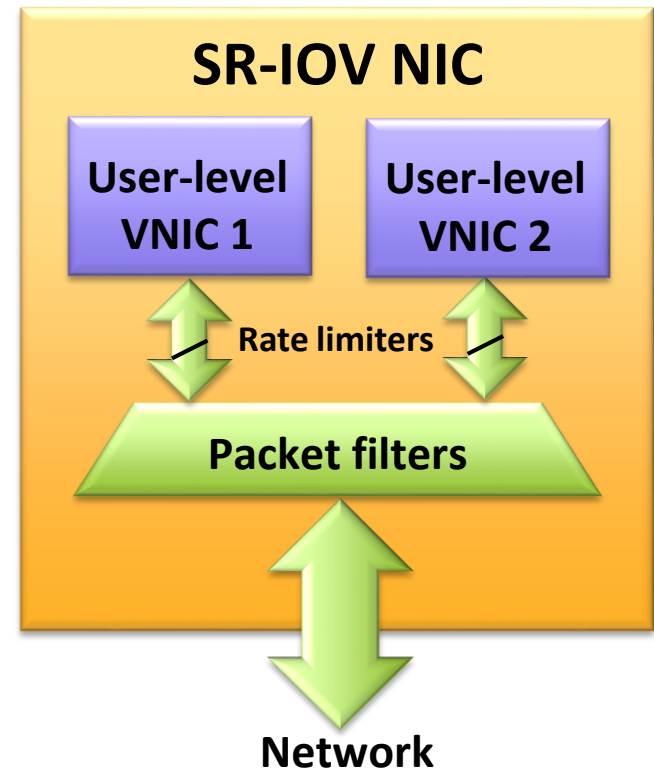 SR-IOV NIC
User-level
VNIC 1
User-level
VNIC 2
Rate limiters
Packet filters
Network